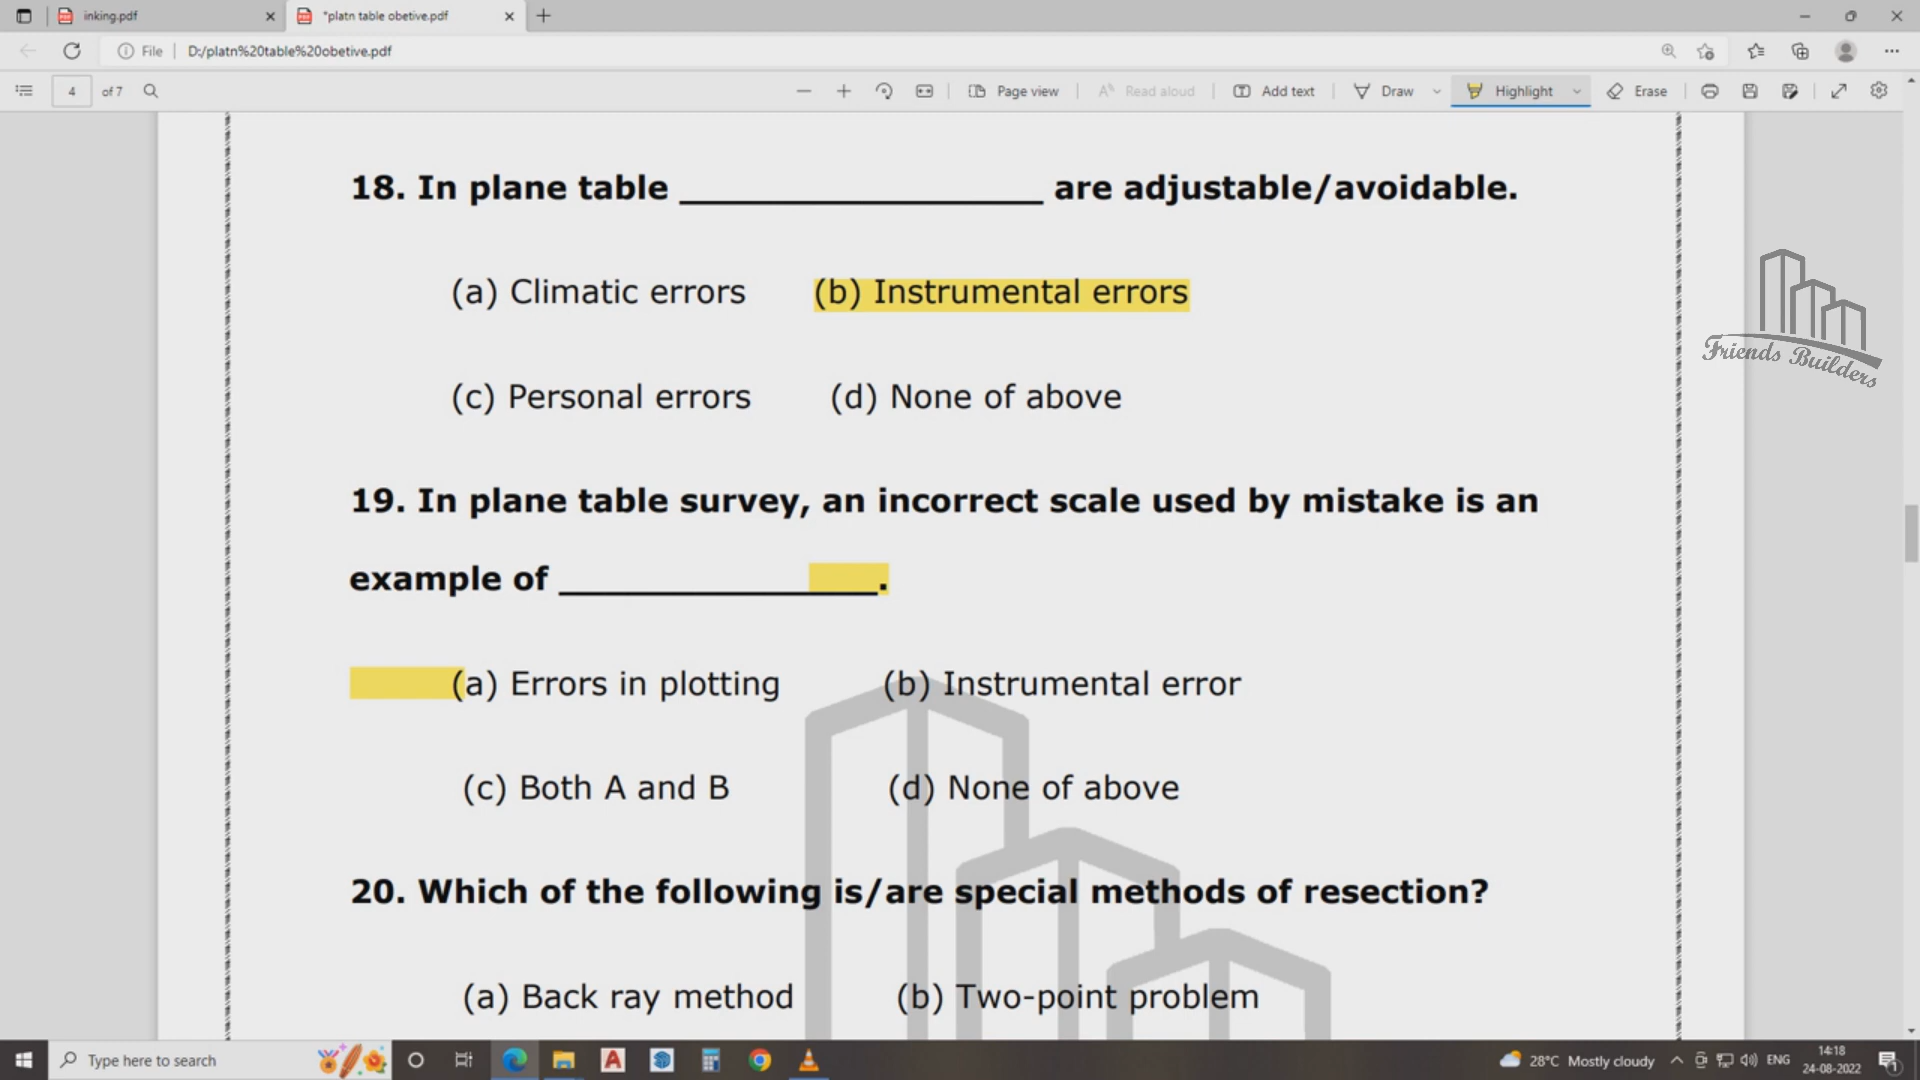 inking.pdf
*platn table obetive.pdf
File
D:/platn%20table%20obetive.pdf
4 of 7
Page view
Read aloud
Add text
Draw
Highlight
Erase
18. In plane table ____________________ are adjustable/avoidable.
(a) Climatic errors (b) Instrumental errors
(c) Personal errors (d) None of above
Friends Builders
19. In plane table survey, an incorrect scale used by mistake is an
example of __________________.
(a) Errors in plotting (b) Instrumental error
(c) Both A and B (d) None of above
20. Which of the following is/are special methods of resection?
(a) Back ray method (b) Two-point problem
Type here to search
28°C Mostly cloudy
ENG
14:18
24-08-2022
1